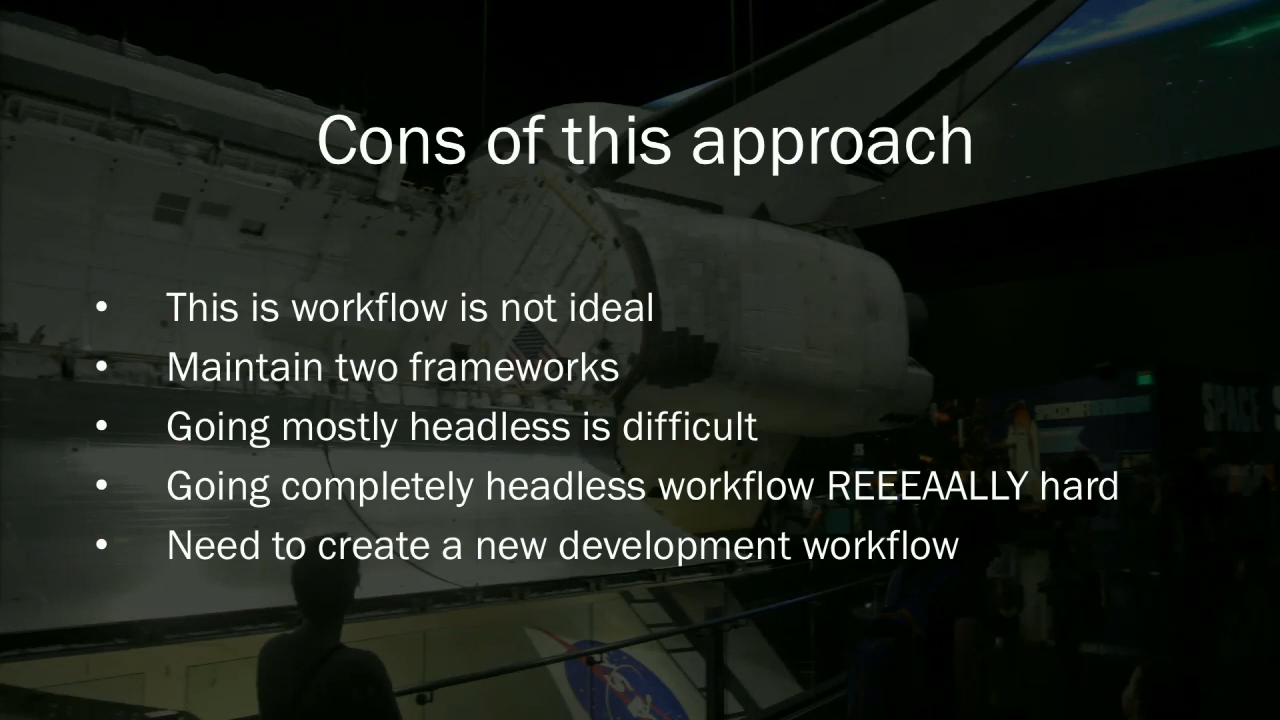 Cons of this approach
• This is workflow is not ideal
• Maintain two frameworks
• Going mostly headless is difficult
• Going completely headless workflow REEEAALLY hard
• Need to create a new development workflow
SPACE